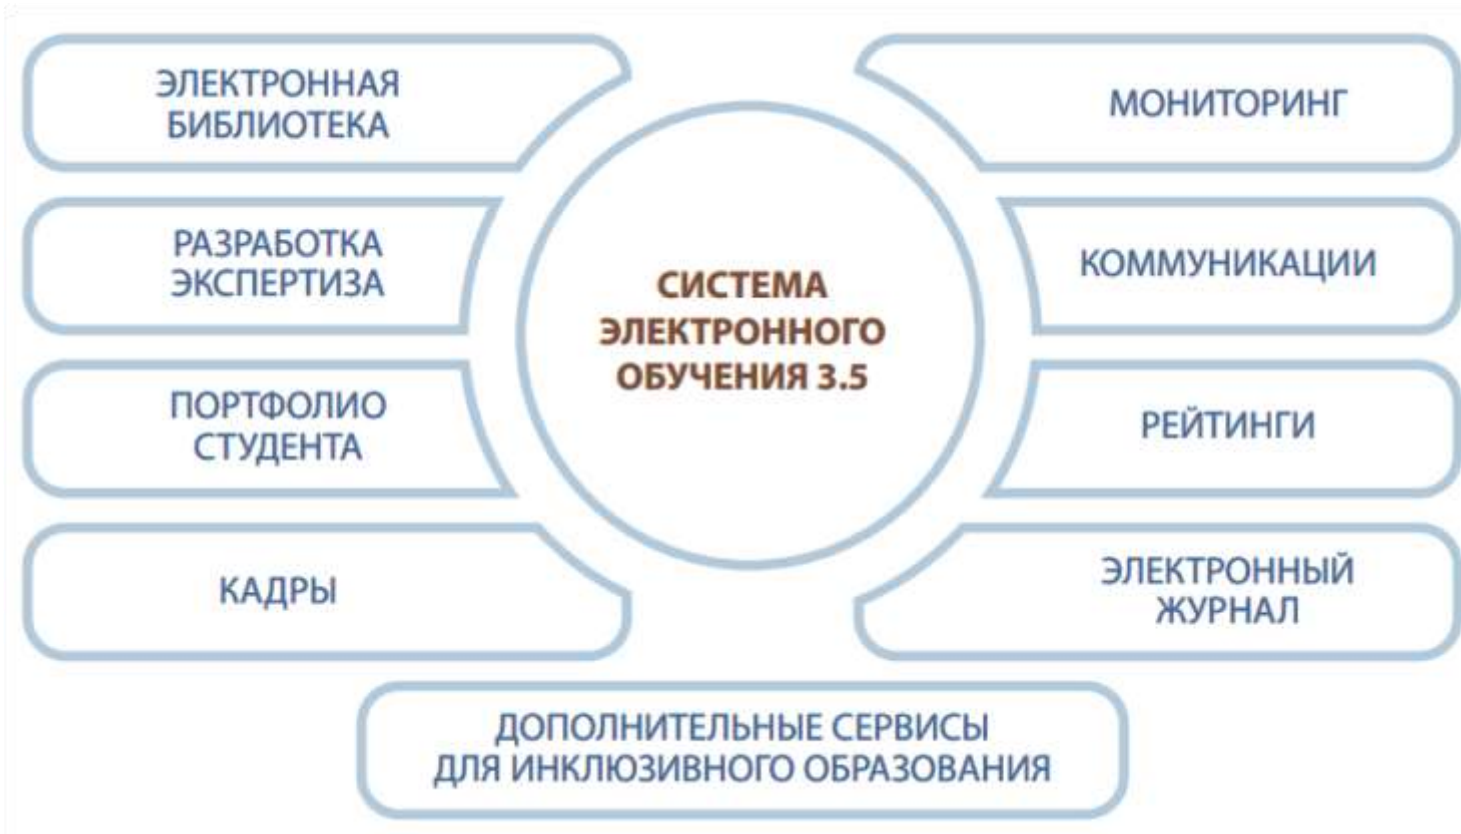 ЭЛЕКТРОННАЯ
БИБЛИОТЕКА
РАЗРАБОТКА
ЭКСПЕРТИЗА
ПОРТФОЛИО
СТУДЕНТА
КАДРЫ
СИСТЕМА
ЭЛЕКТРОННОГО
ОБУЧЕНИЯ 3.5
МОНИТОРИНГ
КОММУНИКАЦИИ
РЕЙТИНГИ
ЭЛЕКТРОННЫЙ
ЖУРНАЛ
ДОПОЛНИТЕЛЬНЫЕ СЕРВИСЫ
ДЛЯ ИНКЛЮЗИВНОГО ОБРАЗОВАНИЯ